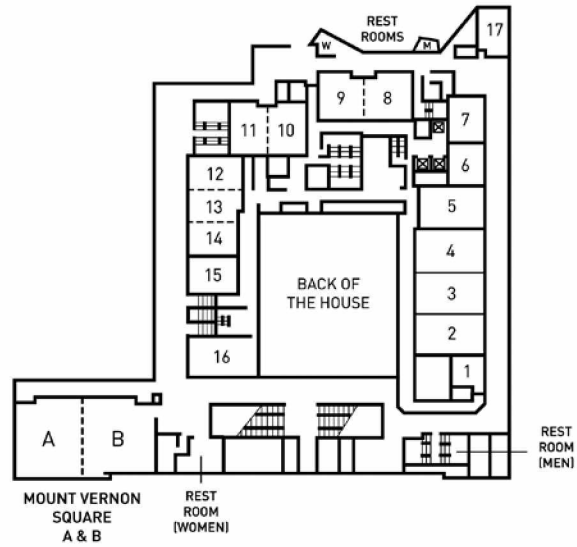 REST
ROOMS
W
M
17
9
8
7
11
10
6
12
13
5
14
4
15
BACK OF
THE HOUSE
3
2
16
1
A
B
REST
ROOM
(MEN)
MOUNT VERNON
SQUARE
A & B
REST
ROOM
(WOMEN)